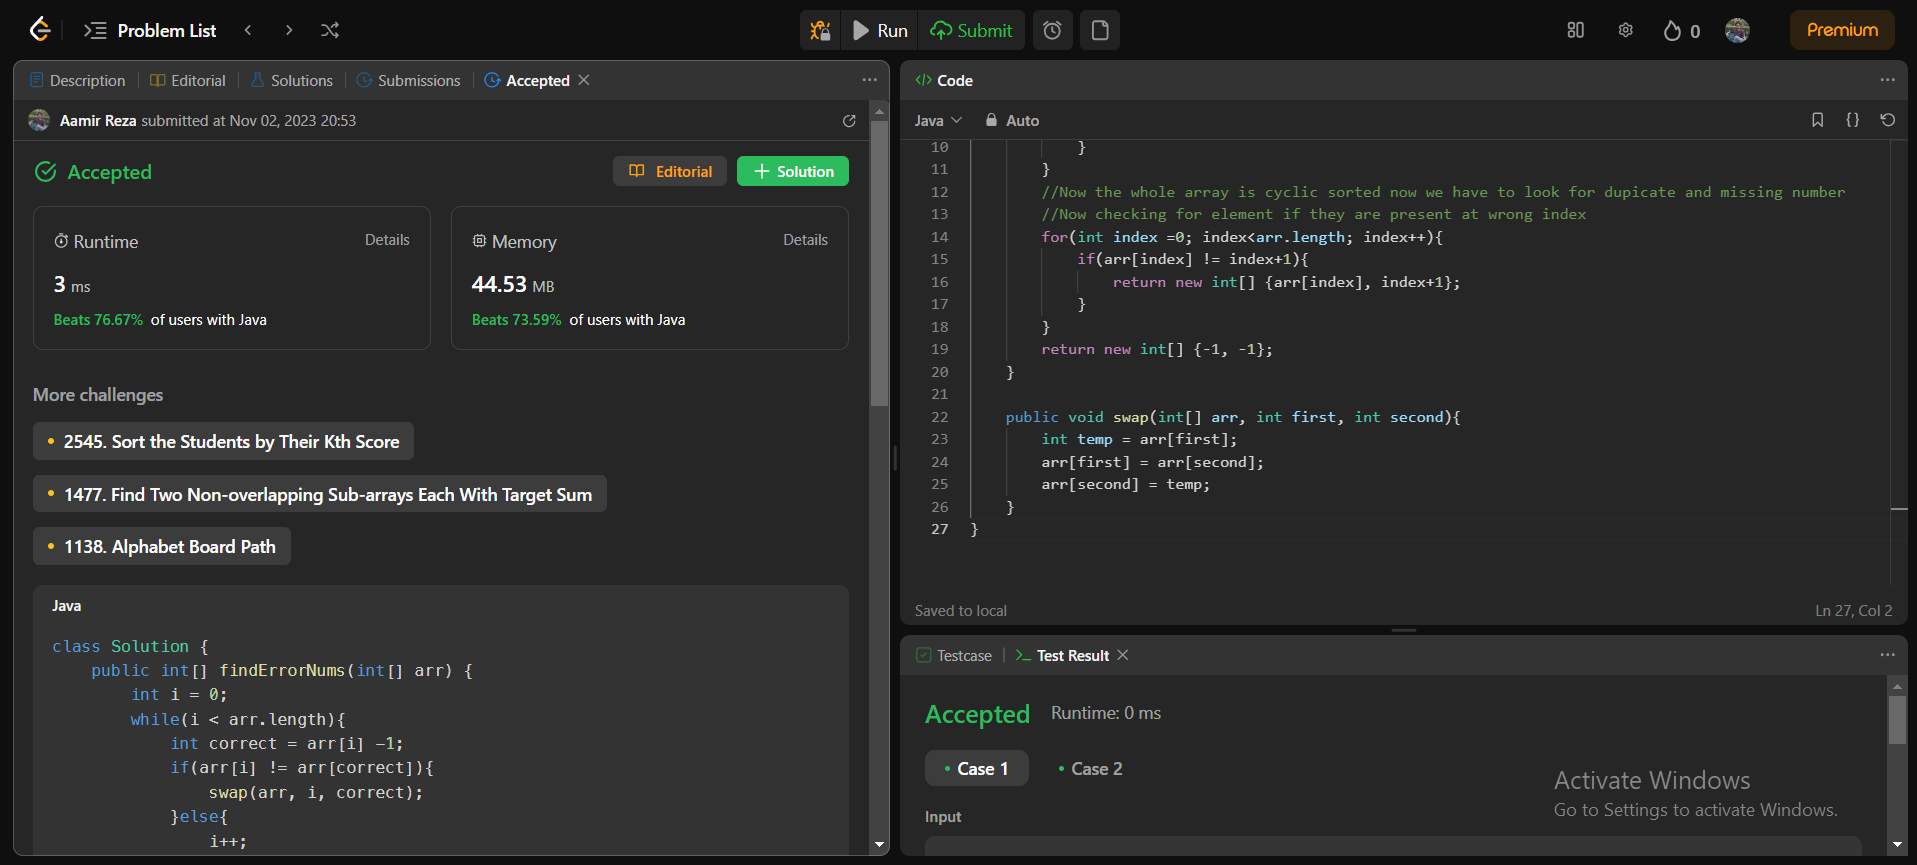 Problem List
Run
Submit
0
Premium
Description
Editorial
Solutions
Submissions
Accepted
Aamir Reza submitted at Nov 02, 2023 20:53
Accepted
Editorial
Solution
Runtime
Details
3 ms
Beats 76.67% of users with Java
Memory
Details
44.53 MB
Beats 73.59% of users with Java
More challenges
2545. Sort the Students by Their Kth Score
1477. Find Two Non-overlapping Sub-arrays Each With Target Sum
1138. Alphabet Board Path
Java
class Solution {
public int[] findErrorNums(int[] arr) {
int i = 0;
while(i < arr.length){
int correct = arr[i] -1;
if(arr[i] != arr[correct]){
swap(arr, i, correct);
}else{
i++;
</> Code
Java
Auto
{}
10 }
11 }
12 //Now the whole array is cyclic sorted now we have to look for dupicate and missing number
13 //Now checking for element if they are present at wrong index
14 for(int index =0; index<arr.length; index++){
15 if(arr[index] != index+1){
16 return new int[] {arr[index], index+1};
17 }
18 }
19 return new int[] {-1, -1};
20 }
21
22 public void swap(int[] arr, int first, int second){
23 int temp = arr[first];
24 arr[first] = arr[second];
25 arr[second] = temp;
26 }
27 }
Saved to local
Ln 27, Col 2
Testcase
>_ Test Result
Accepted
Runtime: 0 ms
Case 1
Case 2
Input
Activate Windows
Go to Settings to activate Windows.